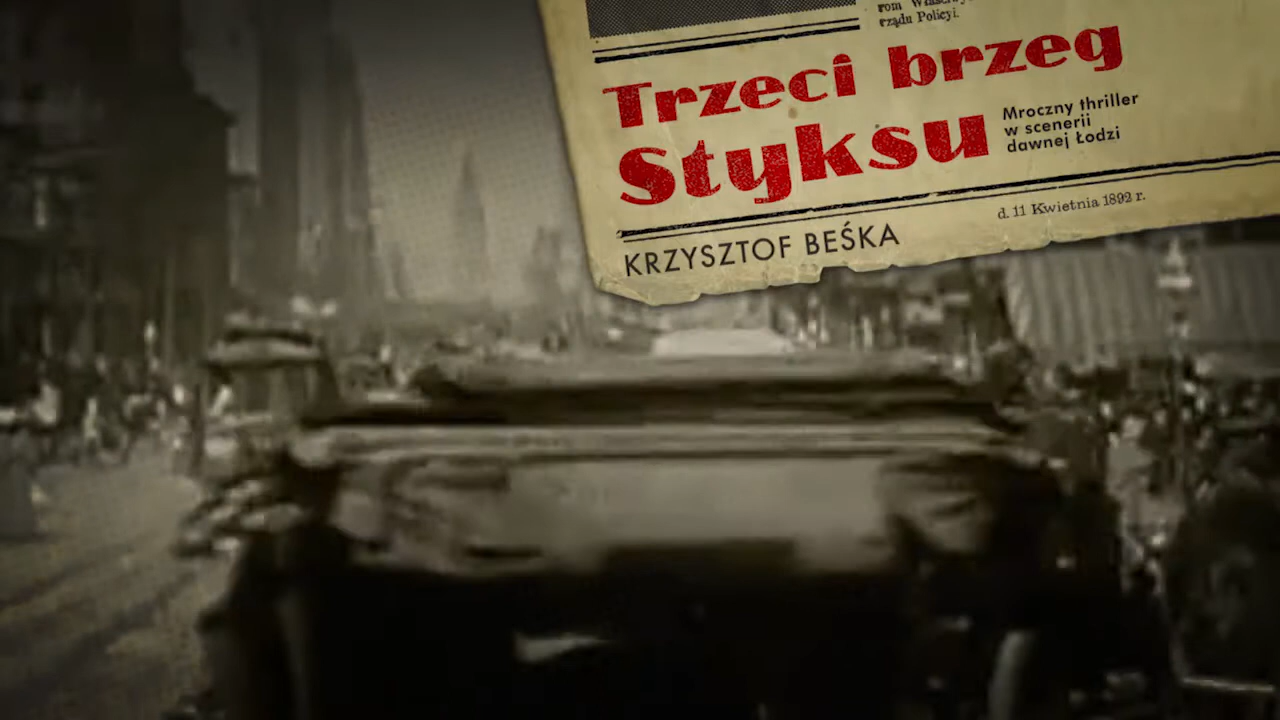 rządu Policyi.
Trzeci brzeg
Styksu
Mroczny thriller
w scenerii
dawnej Łodzi
d. 11 Kwietnia 1892 r.
KRZYSZTOF BEŚKA